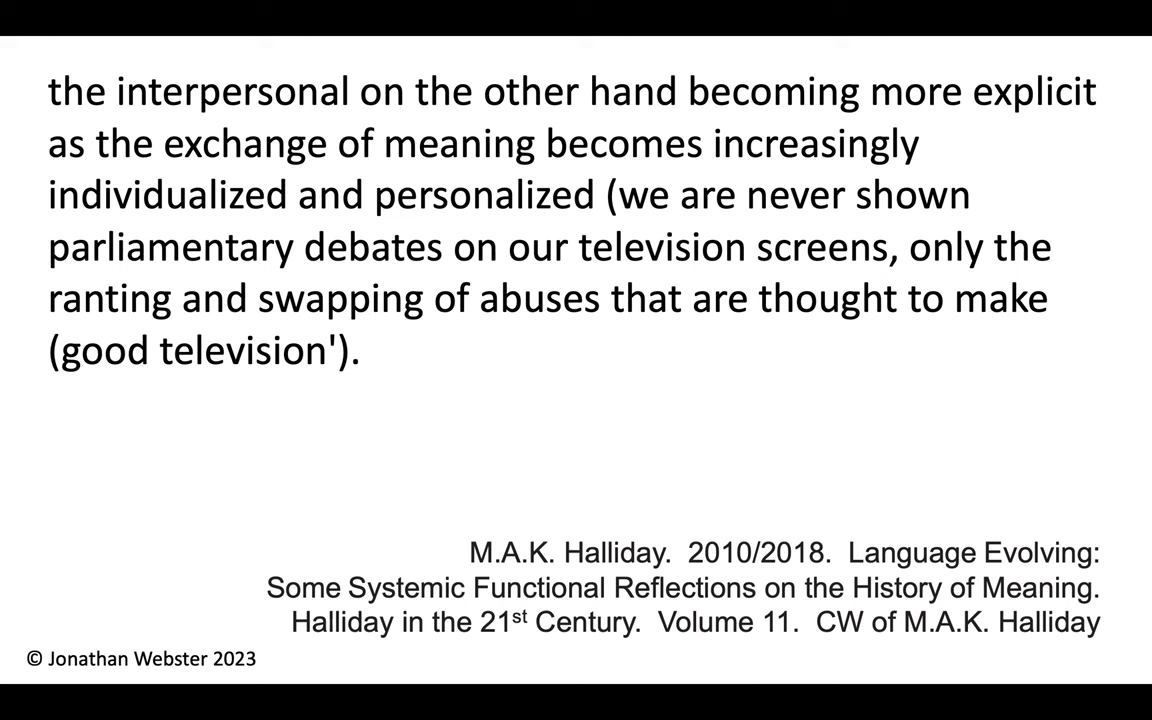 the interpersonal on the other hand becoming more explicit
as the exchange of meaning becomes increasingly
individualized and personalized (we are never shown
parliamentary debates on our television screens, only the
ranting and swapping of abuses that are thought to make
(good television').
M.A.K. Halliday.  2010/2018.  Language Evolving:
Some Systemic Functional Reflections on the History of Meaning.
Halliday in the 21st Century.  Volume 11.  CW of M.A.K. Halliday
© Jonathan Webster 2023